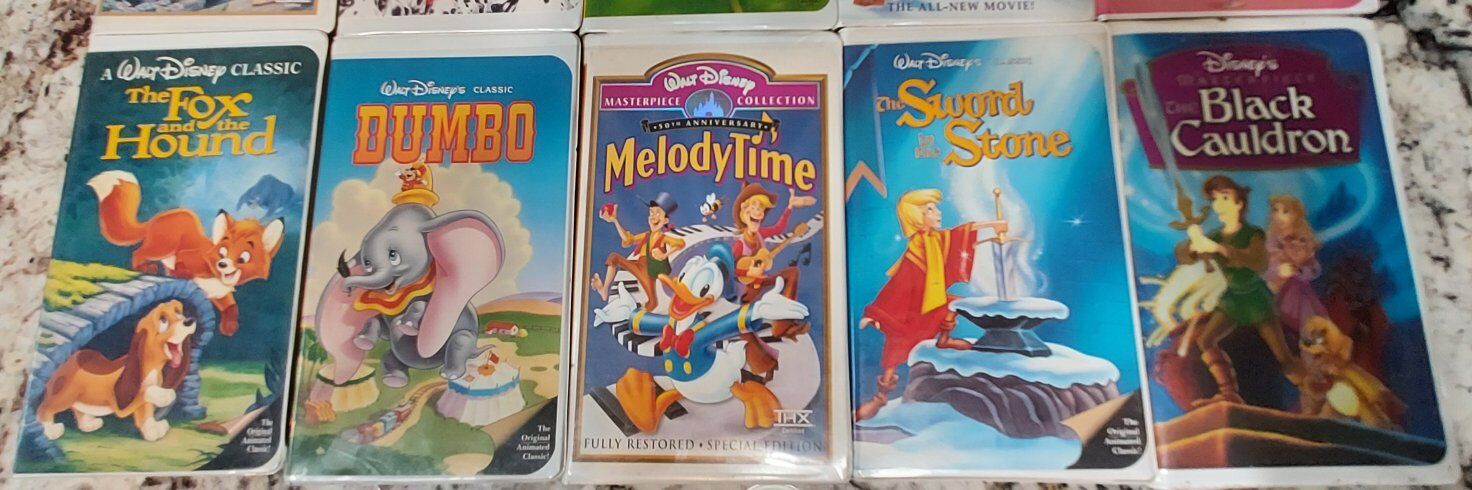 THE ALL-NEW MOVIE!
A Walt Disney CLASSIC
The Fox
and the
Hound
The
Original
Animated
Classic!
Walt Disney's CLASSIC
DUMBO
The
Original
Animated
Classic!
Walt Disney
MASTERPIECE COLLECTION
50TH ANNIVERSARY
Melody Time
THX
FULLY RESTORED • SPECIAL EDITION
Walt Disney's CLASSIC
The Sword
in the
Stone
The
Original
Animated
Classic!
Disney's
MASTERPIECE
The Black
Cauldron